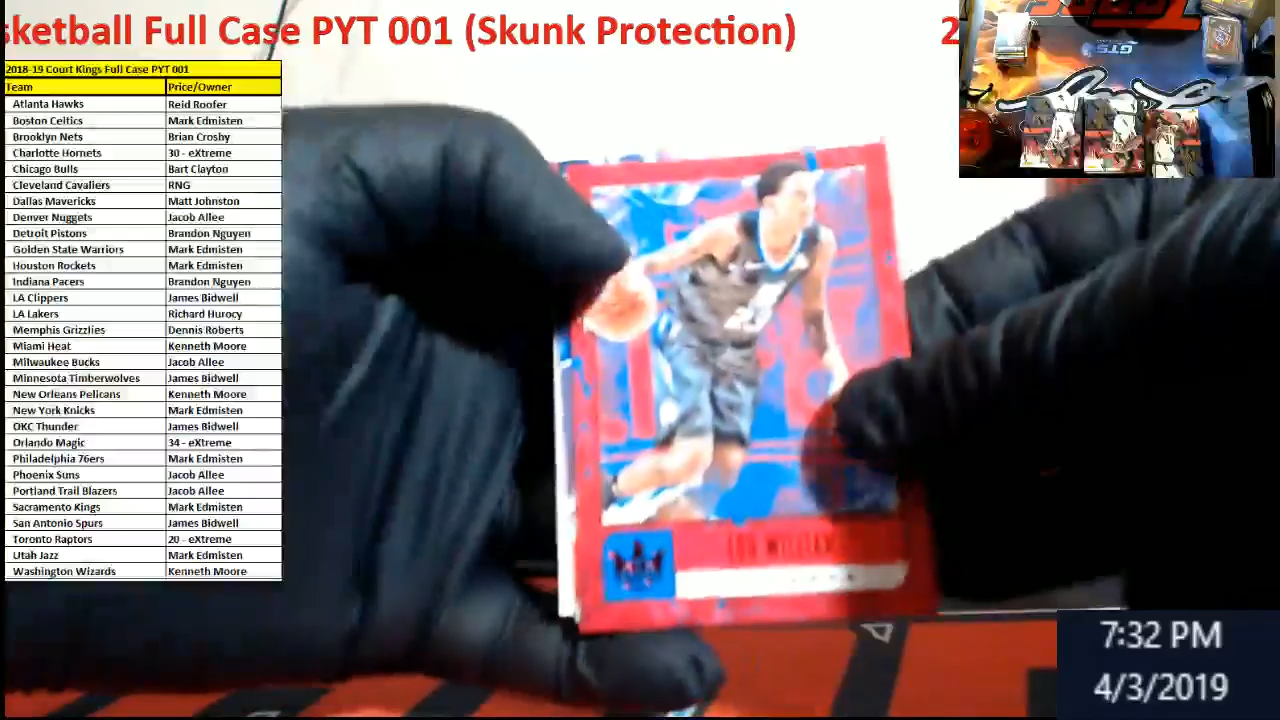 sketball Full Case PYT 001 (Skunk Protection) 2
2018-19 Court Kings Full Case PYT 001
Team Price/Owner
Atlanta Hawks Reid Roofer
Boston Celtics Mark Edmisten
Brooklyn Nets Brian Crosby
Charlotte Hornets 30 - eXtreme
Chicago Bulls Bart Clayton
Cleveland Cavaliers RNG
Dallas Mavericks Matt Johnston
Denver Nuggets Jacob Allee
Detroit Pistons Brandon Nguyen
Golden State Warriors Mark Edmisten
Houston Rockets Mark Edmisten
Indiana Pacers Brandon Nguyen
LA Clippers James Bidwell
LA Lakers Richard Hurocy
Memphis Grizzlies Dennis Roberts
Miami Heat Kenneth Moore
Milwaukee Bucks Jacob Allee
Minnesota Timberwolves James Bidwell
New Orleans Pelicans Kenneth Moore
New York Knicks Mark Edmisten
OKC Thunder James Bidwell
Orlando Magic 34 - eXtreme
Philadelphia 76ers Mark Edmisten
Phoenix Suns Jacob Allee
Portland Trail Blazers Jacob Allee
Sacramento Kings Mark Edmisten
San Antonio Spurs James Bidwell
Toronto Raptors 20 - eXtreme
Utah Jazz Mark Edmisten
Washington Wizards Kenneth Moore
GTS
23
LOU WILLIAMS
7:32 PM
4/3/2019